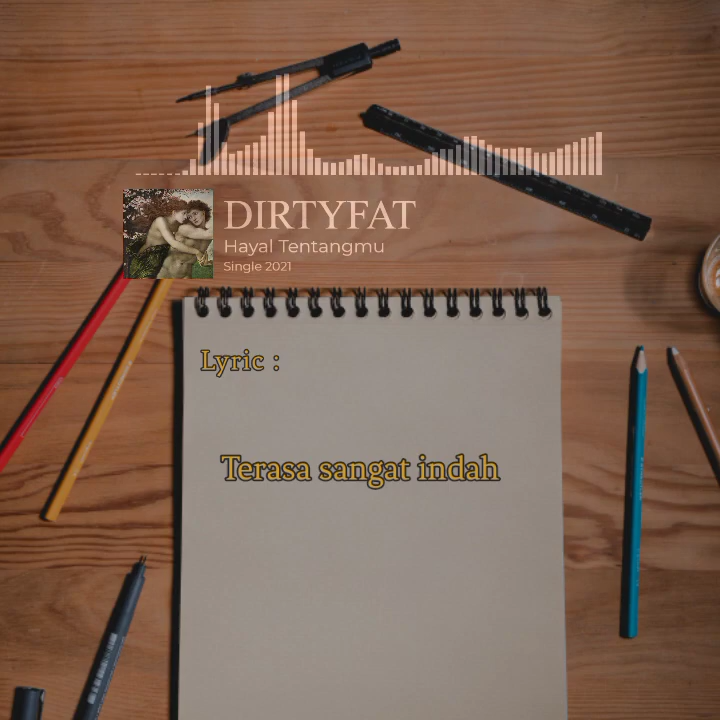 DIRTYFAT
Hayal Tentangmu
Single 2021
Lyric :
Terasa sangat indah